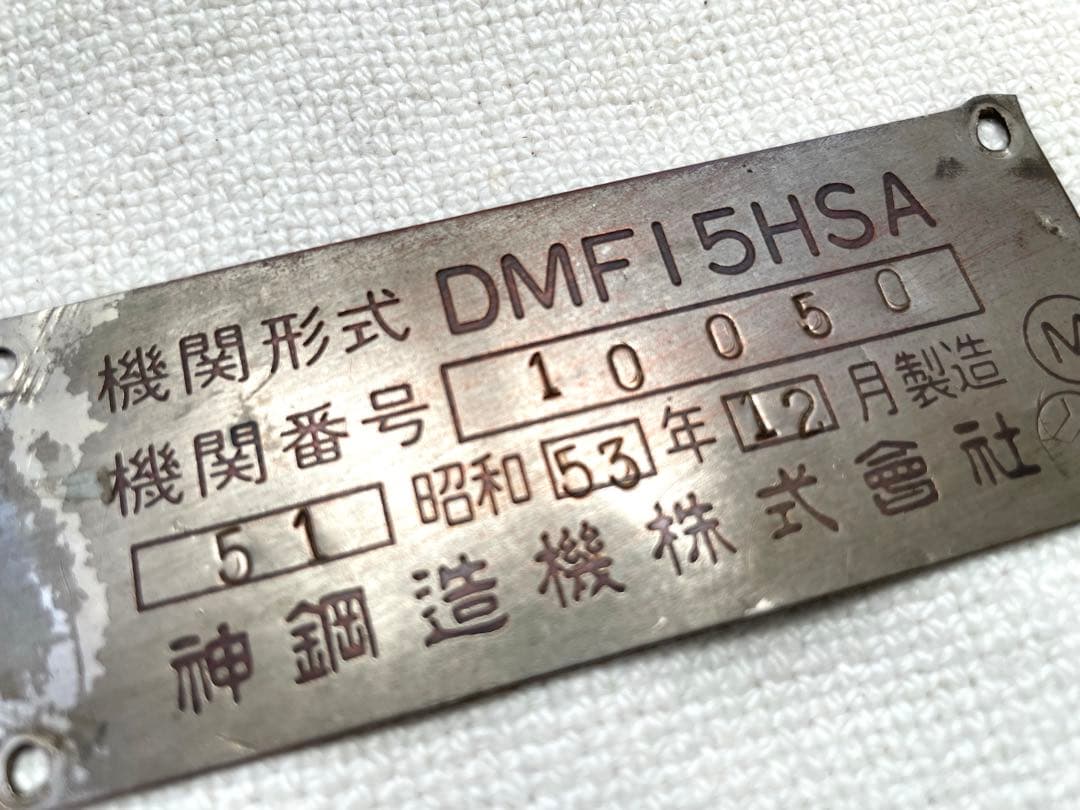 機関形式 DMF15HSA
機関番号 10050
51 昭和53年12月製造
神鋼造機株式會社
M